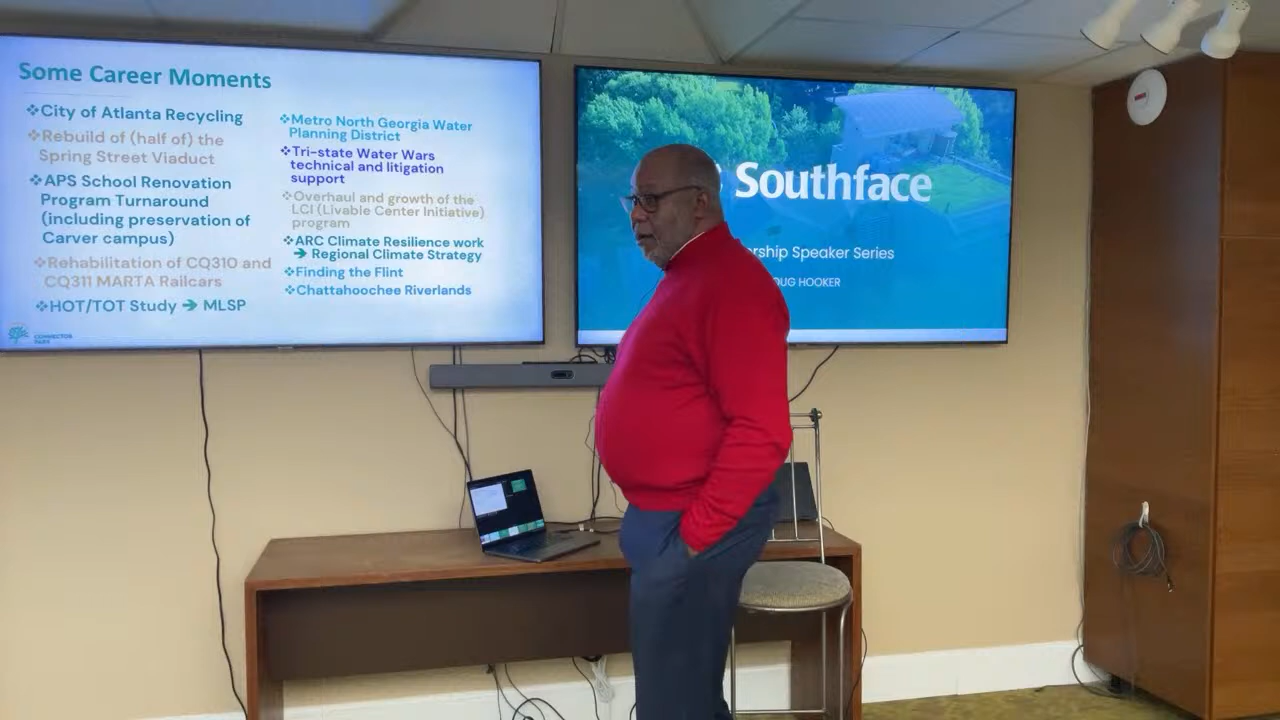 Some Career Moments
❖City of Atlanta Recycling
❖Rebuild of (half of) the
Spring Street Viaduct
❖APS School Renovation
Program Turnaround
(including preservation of
Carver campus)
❖Rehabilitation of CQ310 and
CQ311 MARTA Railcars
❖HOT/TOT Study ➔ MLSP
❖Metro North Georgia Water
Planning District
❖Tri-state Water Wars
technical and litigation
support
❖Overhaul and growth of the
LCI (Livable Center Initiative)
program
❖ARC Climate Resilience work
➔ Regional Climate Strategy
❖Finding the Flint
❖Chattahoochee Riverlands
CONNECTOR
PARK
Southface
Speaker Series
HOOKER